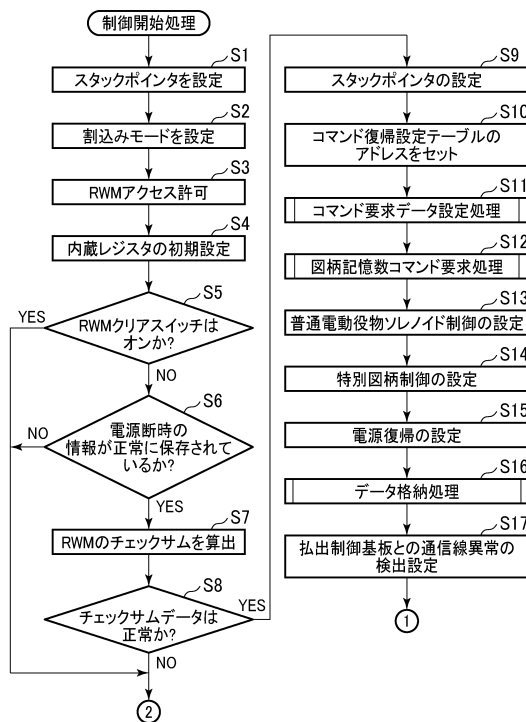 制御開始処理
S1
スタックポインタを設定
S2
割込みモードを設定
S3
RWMアクセス許可
S4
内蔵レジスタの初期設定
S5
YES
RWMクリアスイッチは
オンか?
NO
S6
NO
電源断時の
情報が正常に保存されて
いるか?
YES
S7
RWMのチェックサムを算出
S8
YES
チェックサムデータは
正常か?
NO
2
S9
スタックポインタの設定
S10
コマンド復帰設定テーブルの
アドレスをセット
S11
コマンド要求データ設定処理
S12
図柄記憶数コマンド要求処理
S13
普通電動役物ソレノイド制御の設定
S14
特別図柄制御の設定
S15
電源復帰の設定
S16
データ格納処理
S17
払出制御基板との通信線異常の
検出設定
1